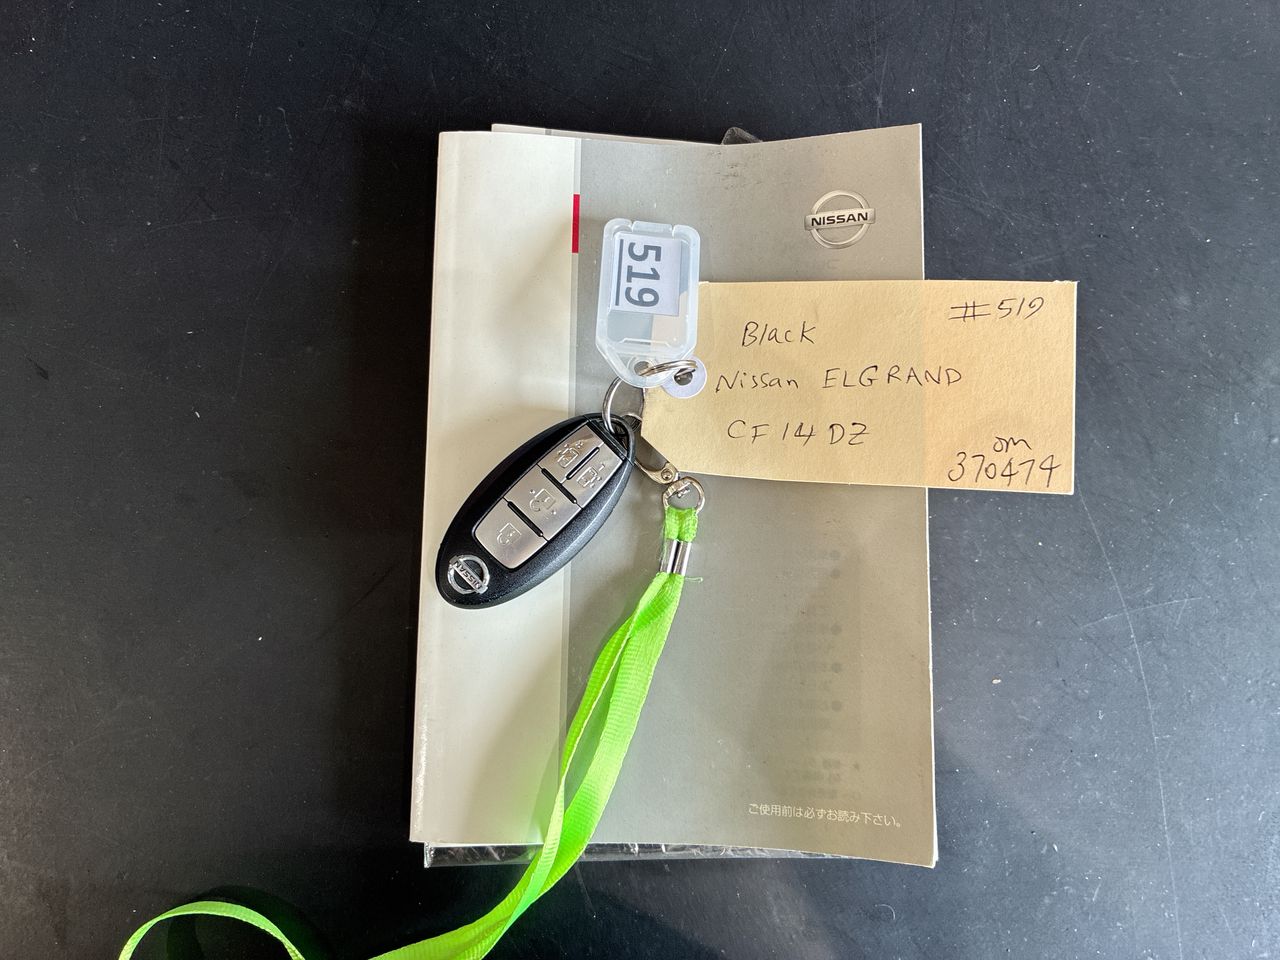 NISSAN
519
#519
Black
Nissan ELGRAND
CF 14 DZ
om
370474
NISSAN
ご使用前は必ずお読み下さい。